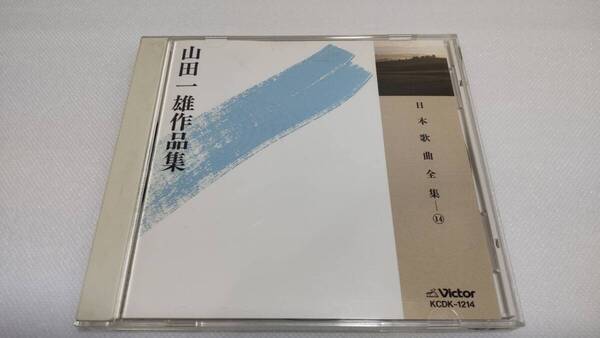 山田一雄作品集
日本歌曲全集―⑭
Victor
KCDK-1214